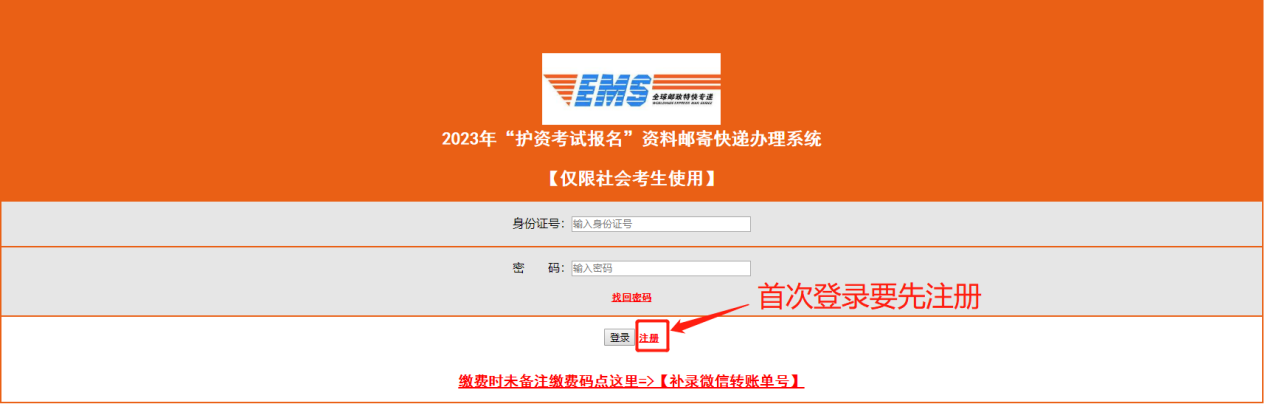 EMS 全球邮政特快专递
WORLDWIDE EXPRESS MAIL SERVICE
2023年“护资考试报名”资料邮寄快递办理系统
【仅限社会考生使用】
身份证号：输入身份证号
密 码：输入密码
找回密码
首次登录要先注册
登录 注册
缴费时未备注缴费码点这里=>【补录微信转账单号】